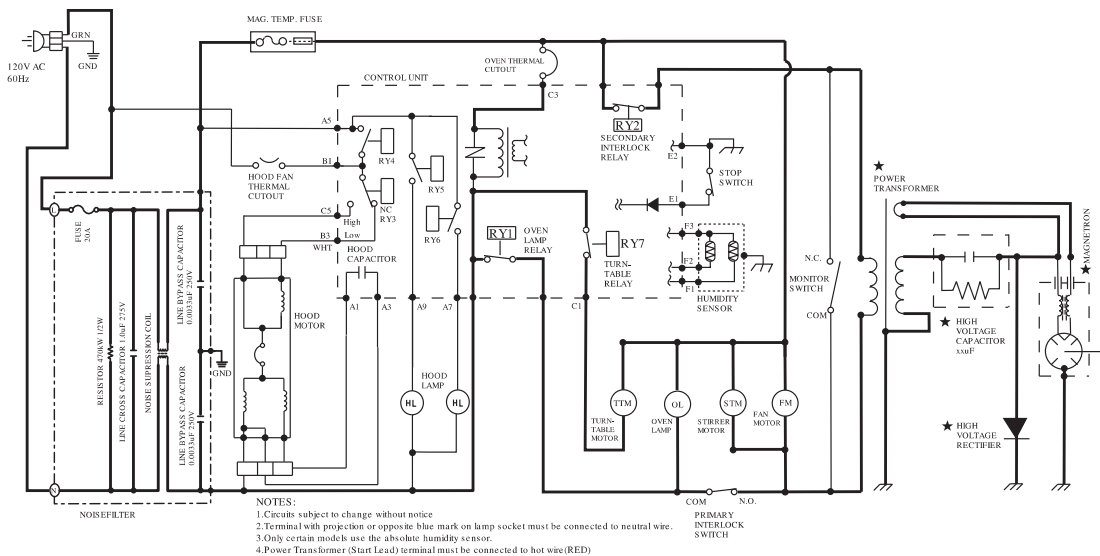 MAG. TEMP. FUSE
GRN
GND
120V AC
60Hz
OVEN THERMAL
CUTOUT
CONTROL UNIT
C3
A5
RY4
B1
HOOD FAN
THERMAL
CUTOUT
RY5
NC
RY3
C5
High
Low
B3
WHT
RY6
HOOD
CAPACITOR
RY2
SECONDARY
INTERLOCK
RELAY
E2
STOP
SWITCH
E1
RY1
OVEN
LAMP
RELAY
RY7
TURN-
TABLE
RELAY
F3
F2
F1
HUMIDITY
SENSOR
POWER
TRANSFORMER
N.C.
MONITOR
SWITCH
COM
MAGNETRON
HIGH
VOLTAGE
CAPACITOR
xxuF
HIGH
VOLTAGE
RECTIFIER
L
FUSE
20A
RESISTOR 470kW 1/2W
LINE CROSS CAPACITOR 1.0uF 275V
NOISE SUPRESSION COIL
LINE BYPASS CAPACITOR
0.0033uF 250V
LINE BYPASS CAPACITOR
0.0033uF 250V
GND
HOOD
MOTOR
A1
A3
A9
A7
C1
HOOD
LAMP
HL
HL
TTM
OL
STM
FM
TURN-
TABLE
MOTOR
OVEN
LAMP
STIRRER
MOTOR
FAN
MOTOR
N
NOISEFILTER
COM
N.O.
PRIMARY
INTERLOCK
SWITCH
NOTES:
1.Circuits subject to change without notice
2.Terminal with projection or opposite blue mark on lamp socket must be connected to neutral wire.
3.Only certain models use the absolute humidity sensor.
4.Power Transformer (Start Lead) terminal must be connected to hot wire(RED)